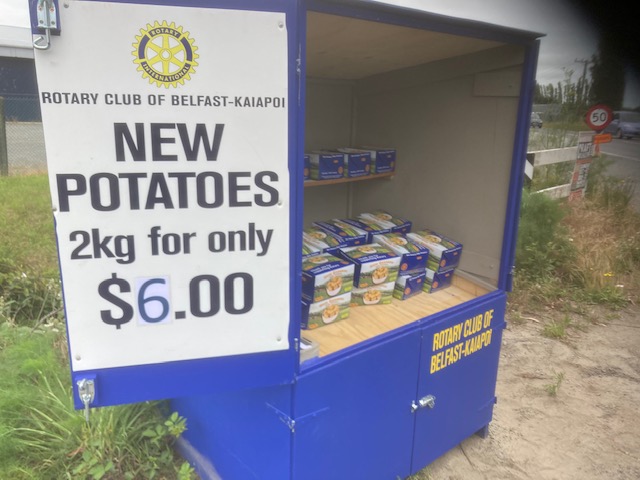 ROTARY
INTERNATIONAL
ROTARY CLUB OF BELFAST-KAIAPOI
NEW
POTATOES
2kg for only
$6.00
ROTARY CLUB OF
BELFAST-KAIAPOI
50